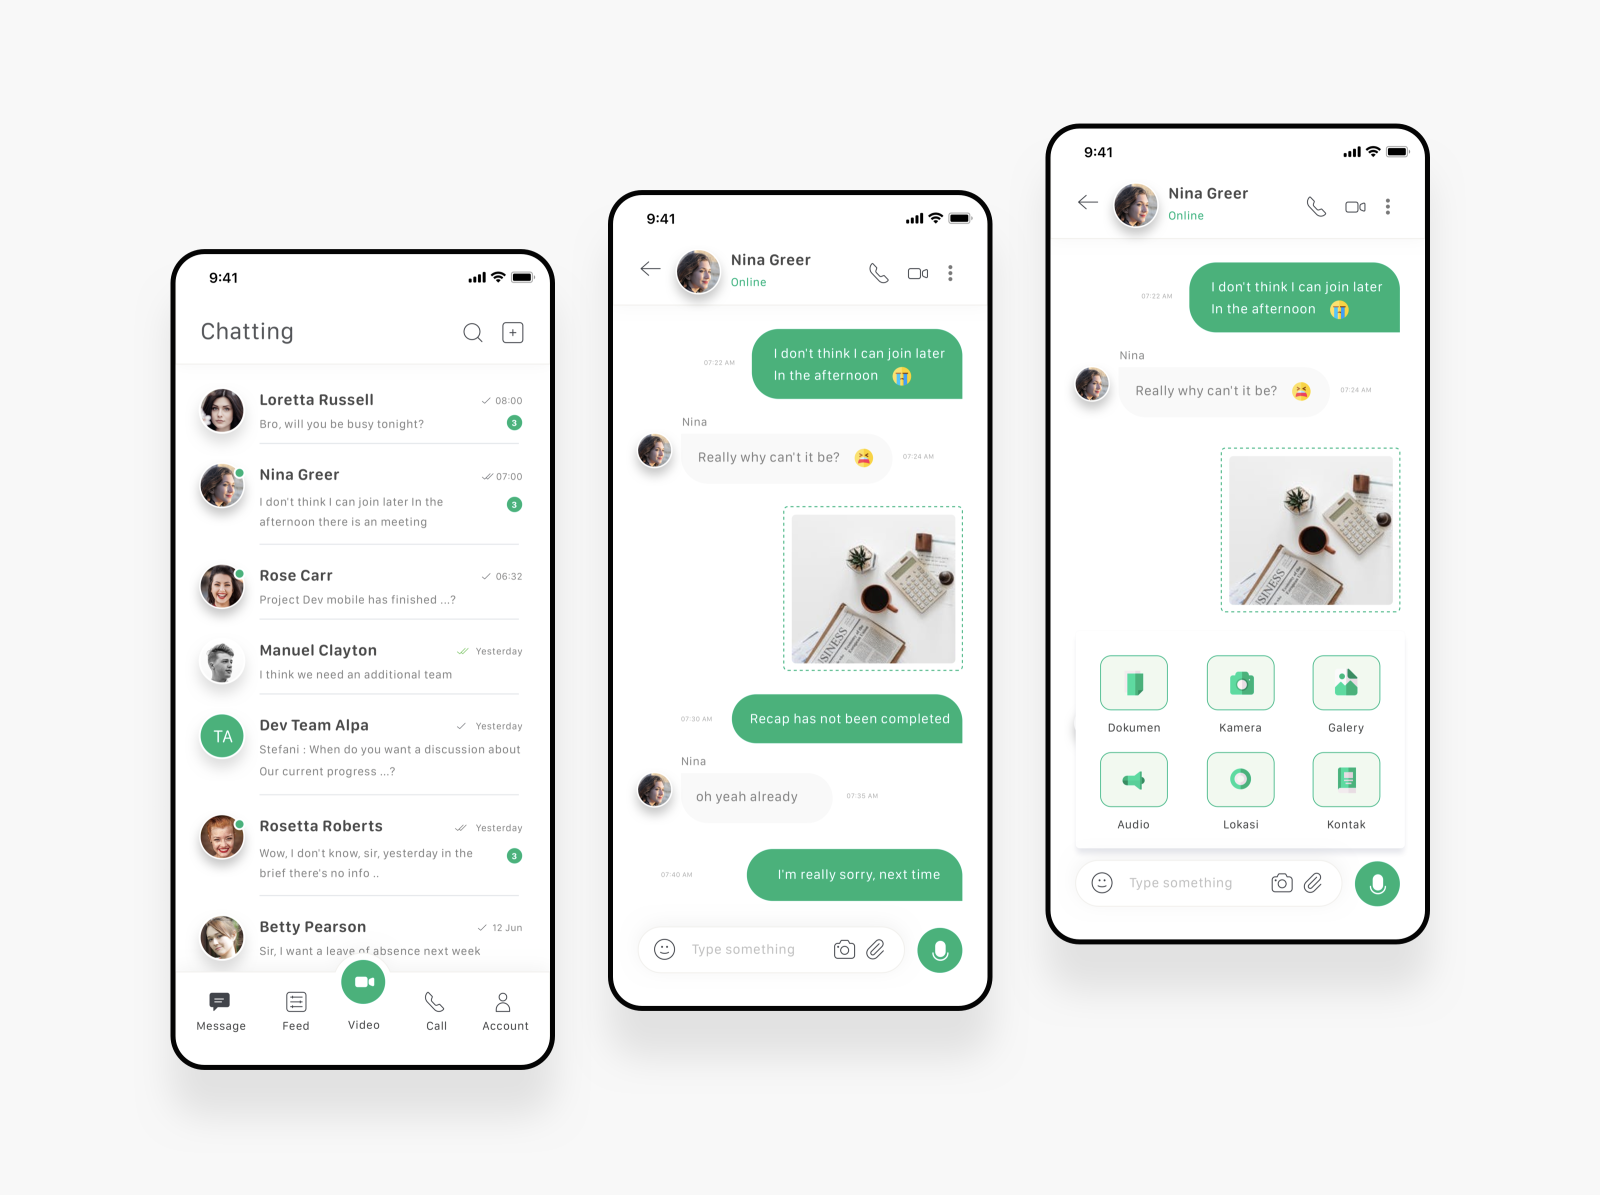 9:41
Chatting
Loretta Russell
08:00
Bro, will you be busy tonight?
3
Nina Greer
07:00
I don't think I can join later In the
3
afternoon there is an meeting
Rose Carr
06:32
Project Dev mobile has finished ...?
Manuel Clayton
Yesterday
I think we need an additional team
TA
Dev Team Alpa
Yesterday
Stefani : When do you want a discussion about
Our current progress ...?
Rosetta Roberts
Yesterday
Wow, I don't know, sir, yesterday in the
3
brief there's no info ..
Betty Pearson
12 Jun
Sir, I want a leave of absence next week
Message
Feed
Video
Call
Account
9:41
Nina Greer
Online
I don't think I can join later
07:22 AM
In the afternoon
Nina
Really why can't it be?
07:24 AM
BUSINESS
07:30 AM
Recap has not been completed
Nina
oh yeah already
07:35 AM
07:40 AM
I'm really sorry, next time
Type something
9:41
Nina Greer
Online
I don't think I can join later
07:22 AM
In the afternoon
Nina
Really why can't it be?
07:24 AM
BUSINESS
Dokumen
Kamera
Galery
Audio
Lokasi
Kontak
Type something